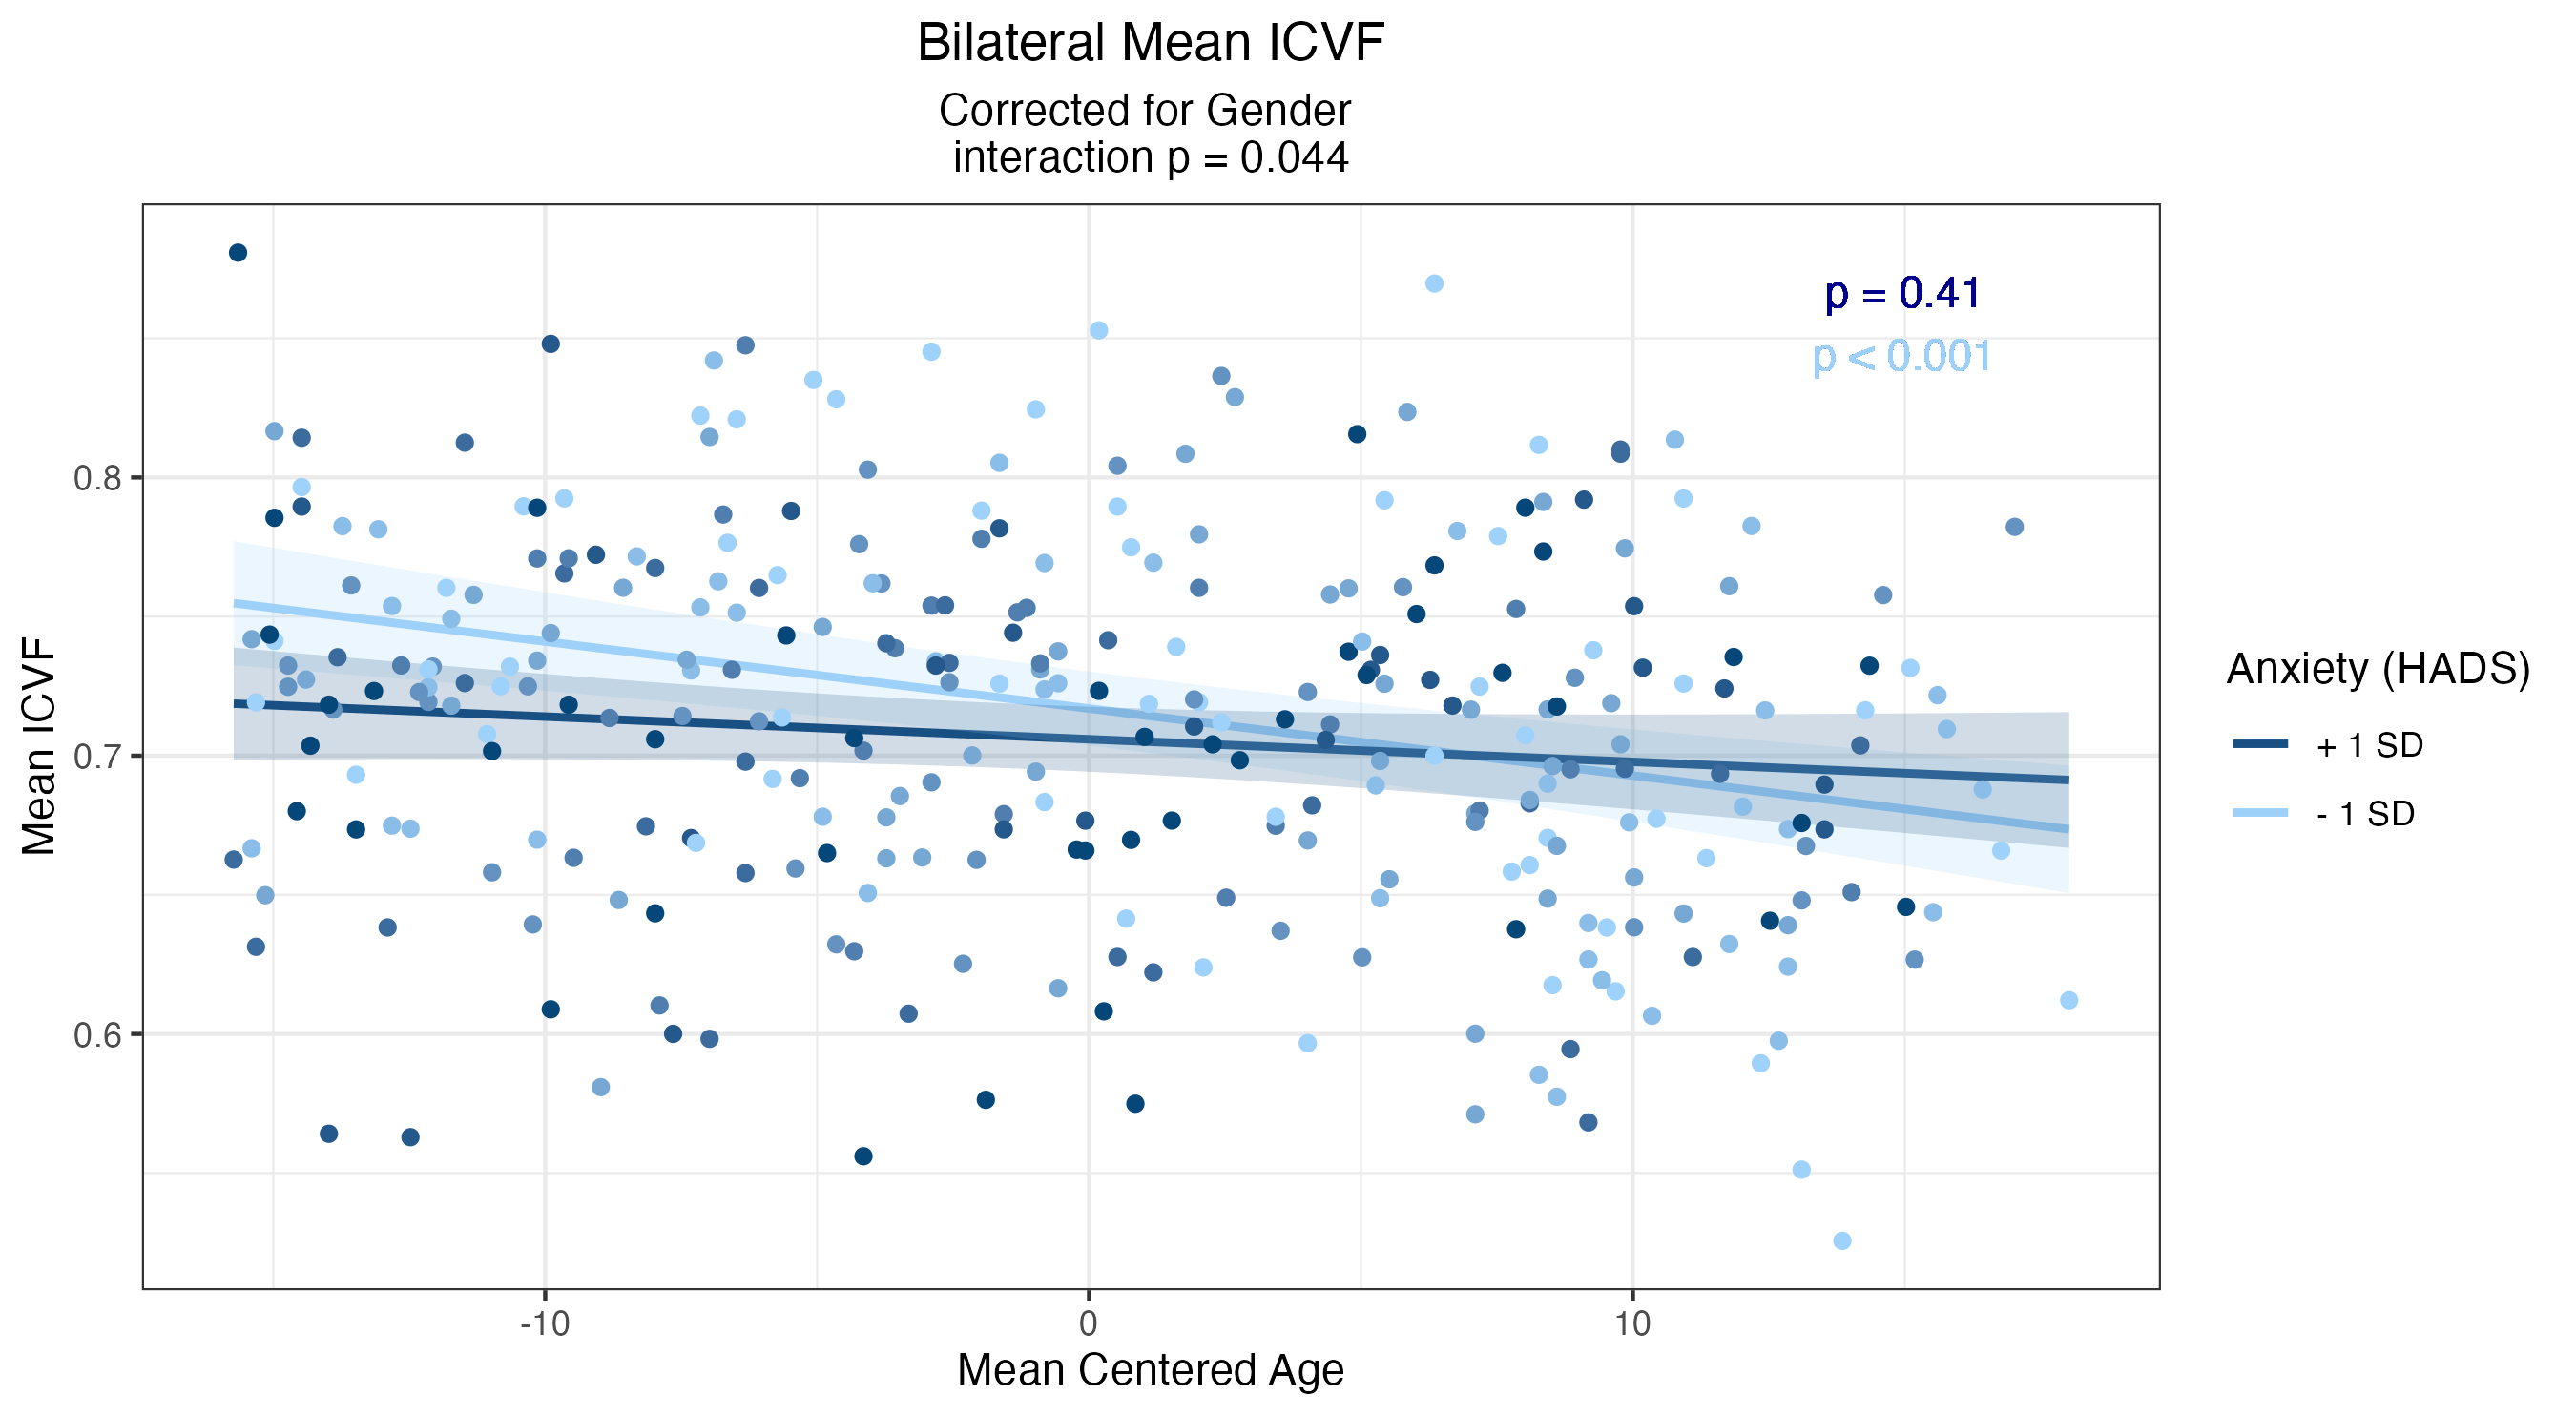 Bilateral Mean ICVF
Corrected for Gender
interaction p = 0.044
p = 0.41
p < 0.001
0.8
0.7
0.6
Mean ICVF
-10
0
10
Mean Centered Age
Anxiety (HADS)
+ 1 SD
- 1 SD